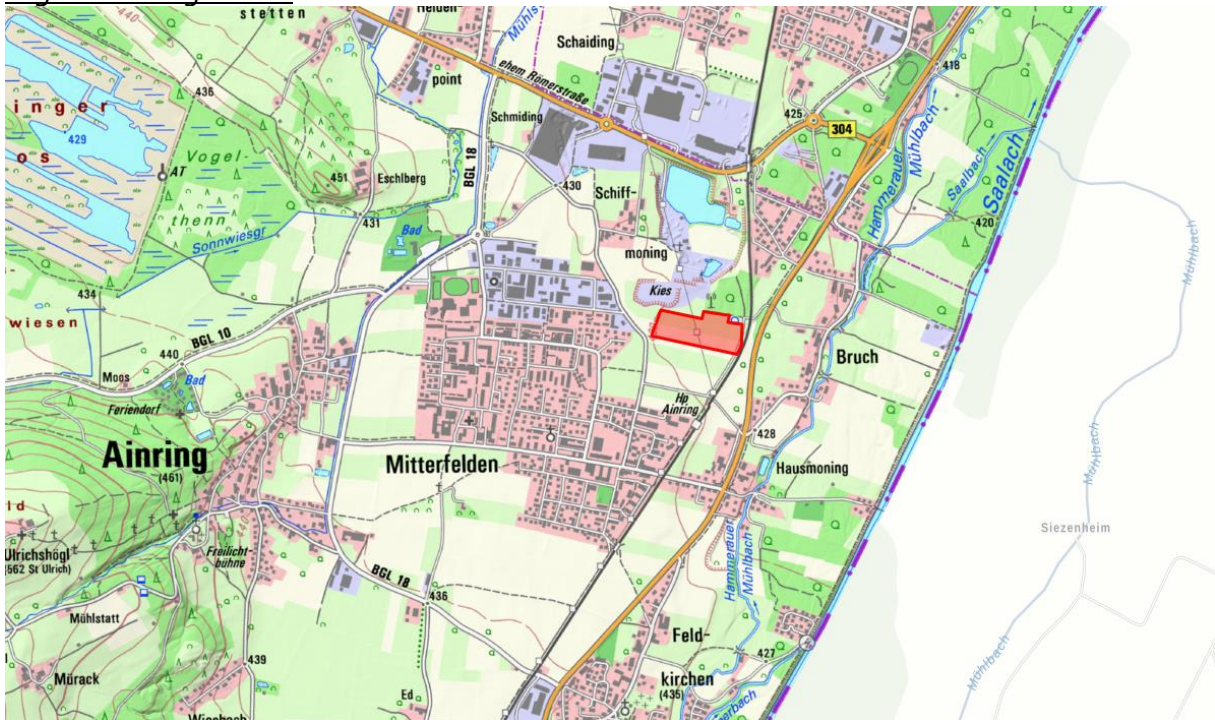 stetten
Mühls
Schaiding
ehem Römerstraße
point
418
436
inger
os
429
Vogel-
thenn
AT
451
Eschlberg
Schmiding
BGL 18
425
304
Hammerauer
Mühlbach
Saalbach
Saalach
420
430
Schiff-
moning
431
Bad
Sonnwiesgr
Kies
434
wiesen
BGL 10
440
Moos
Bad
Feriendorf
Bruch
Hp
Ainring
428
Mühlbach
Ainring
(461)
Mitterfelden
Hausmoning
Mühlbach
ld
Ulrichshögl
(562 St Ulrich)
Freilicht-
bühne
Siezenheim
Hammerauer
Mühlbach
BGL 18
436
Mühlstatt
Feld-
kirchen
(435)
427
Mürack
439
Ed
Mühlbach